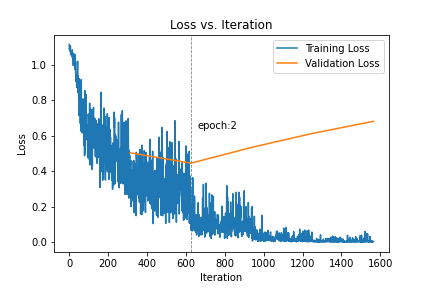 Loss vs. Iteration
Training Loss
Validation Loss
epoch:2
Loss
1.0
0.8
0.6
0.4
0.2
0.0
0 200 400 600 800 1000 1200 1400 1600
Iteration